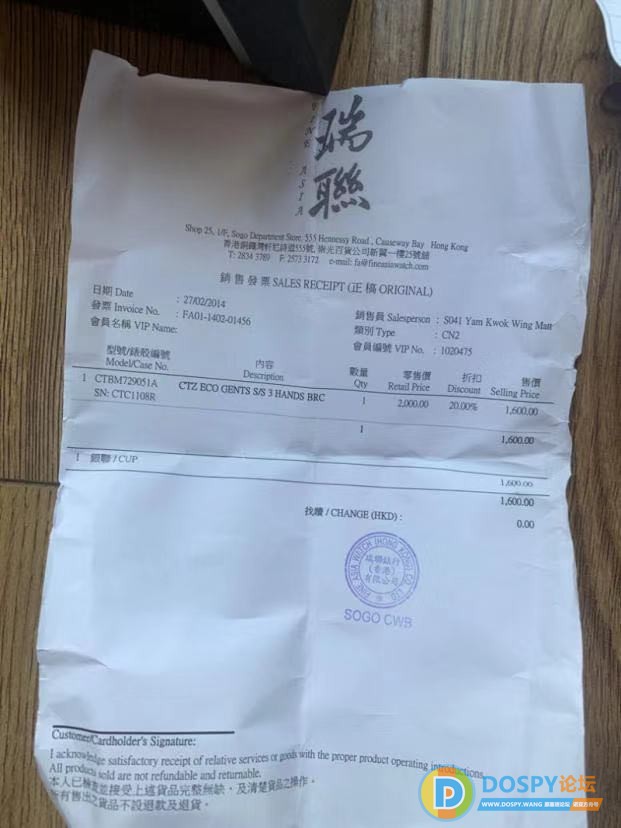 瑞聯
FINE ASIA
Shop 25, 1/F, Sogo Department Store, 555 Hennessy Road, Causeway Bay Hong Kong
香港銅鑼灣軒尼詩道555號, 崇光百貨公司新翼一樓25號舖
T: 2834 3789 F: 2573 3172 e-mail: fa@fineasiawatch.com
銷售發票 SALES RECEIPT (正稿 ORIGINAL)
日期 Date : 27/02/2014
銷售員 Salesperson : S041 Yam Kwok Wing Matt
發票 Invoice No. : FA01-1402-01456
類別 Type : CN2
會員名稱 VIP Name:
會員編號 VIP No. : 1020475
型號/錶殼編號 內容 數量 零售價 折扣 售價
Model/Case No. Description Qty Retail Price Discount Selling Price
1 CTBM729051A CTZ ECO GENTS S/S 3 HANDS BRC 1 2,000.00 20.00% 1,600.00
SN: CTC1108R
1 1,600.00
1 銀聯 / CUP 1,600.00
1,600.00
找贖 / CHANGE (HKD) : 0.00
FINE ASIA WATCH (HONG KONG) CO. LTD
瑞聯錶行
(香港)
有限公司
SOGO CWB
Customer/Cardholder's Signature:
I acknowledge satisfactory receipt of relative services or goods with the proper product operating introductions.
All products sold are not refundable and returnable.
本人已檢查並接受上述貨品完整無缺，及清楚貨品之操作。
所有售出之貨品不設退款及退貨。
DOSPY论坛
WWW.DOSPY.WANG